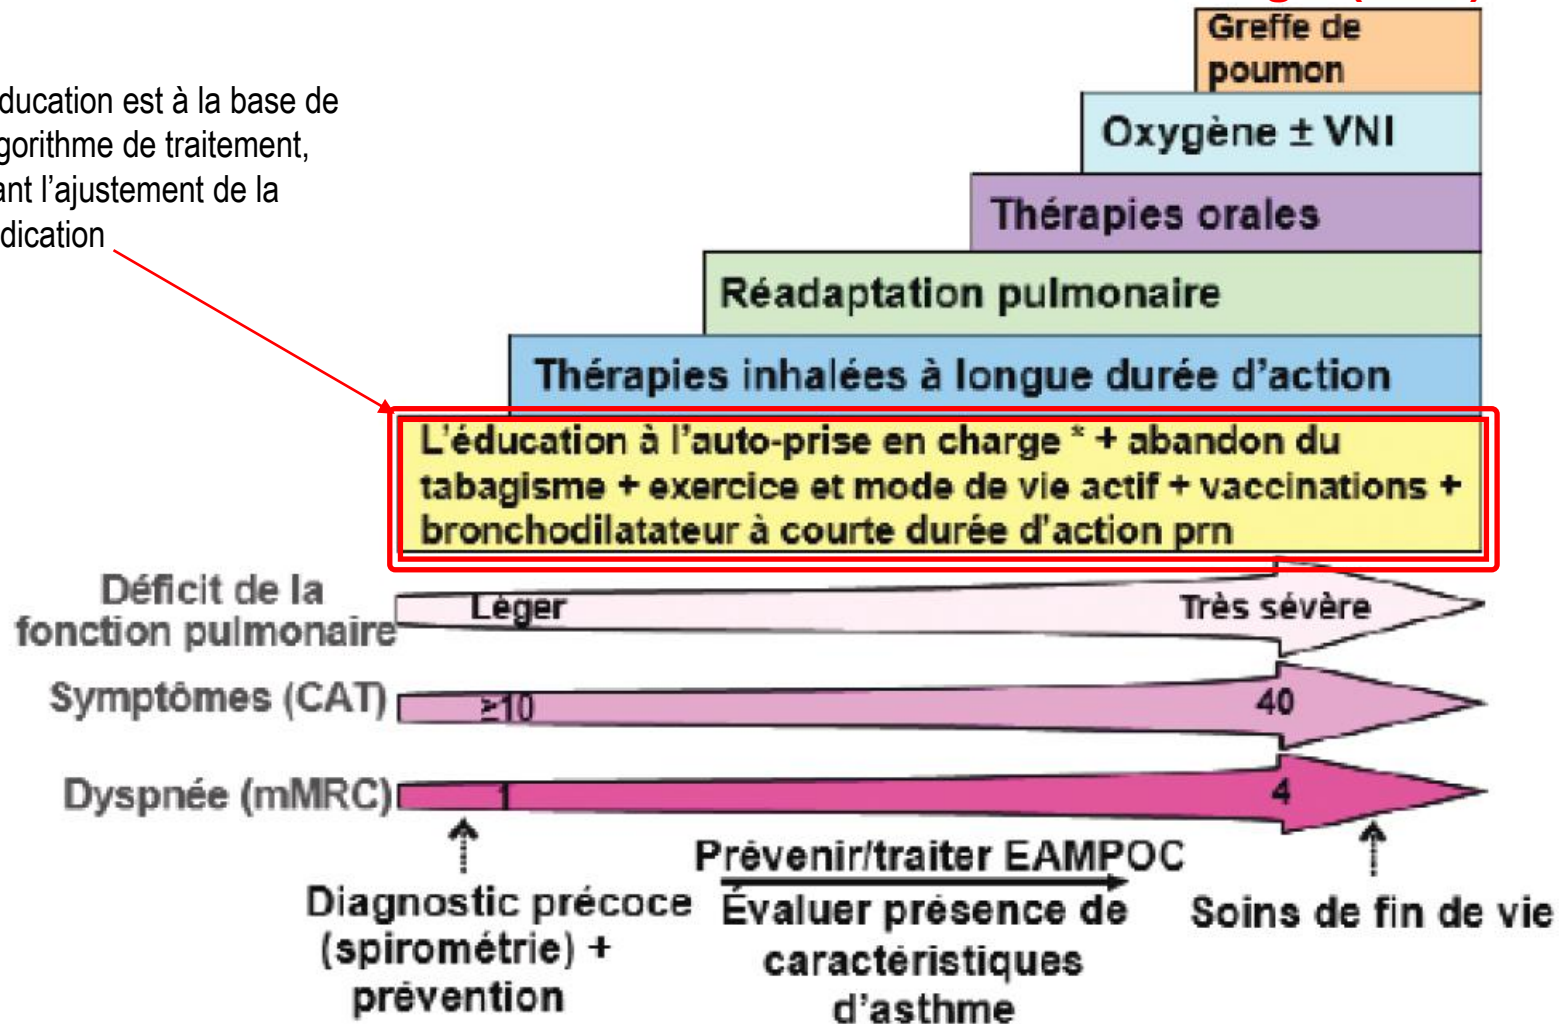 Greffe de
poumon
ducation est à la base de
gorithme de traitement,
ant l'ajustement de la
dication
Oxygène ± VNI
Thérapies orales
Réadaptation pulmonaire
Thérapies inhalées à longue durée d'action
L'éducation à l'auto-prise en charge * + abandon du
tabagisme + exercice et mode de vie actif + vaccinations +
bronchodilatateur à courte durée d'action prn
Déficit de la
fonction pulmonaire
Léger
Très sévère
Symptômes (CAT)
≥10
40
Dyspnée (mMRC)
1
4
Prévenir/traiter EAMPOC
Diagnostic précoce
(spirométrie) +
prévention
Évaluer présence de
caractéristiques
d'asthme
Soins de fin de vie